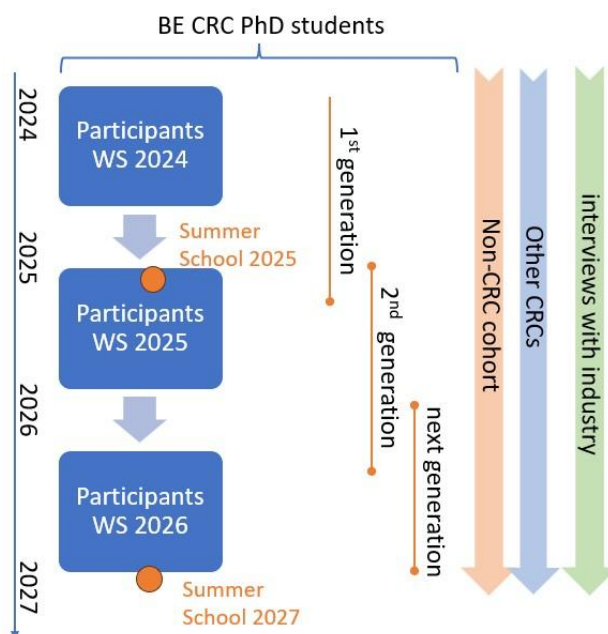 BE CRC PhD students
2024
2025
2026
2027
Participants
WS 2024
Summer
School 2025
Participants
WS 2025
Participants
WS 2026
Summer
School 2027
1st generation
2nd generation
next generation
Non-CRC cohort
Other CRCs
interviews with industry